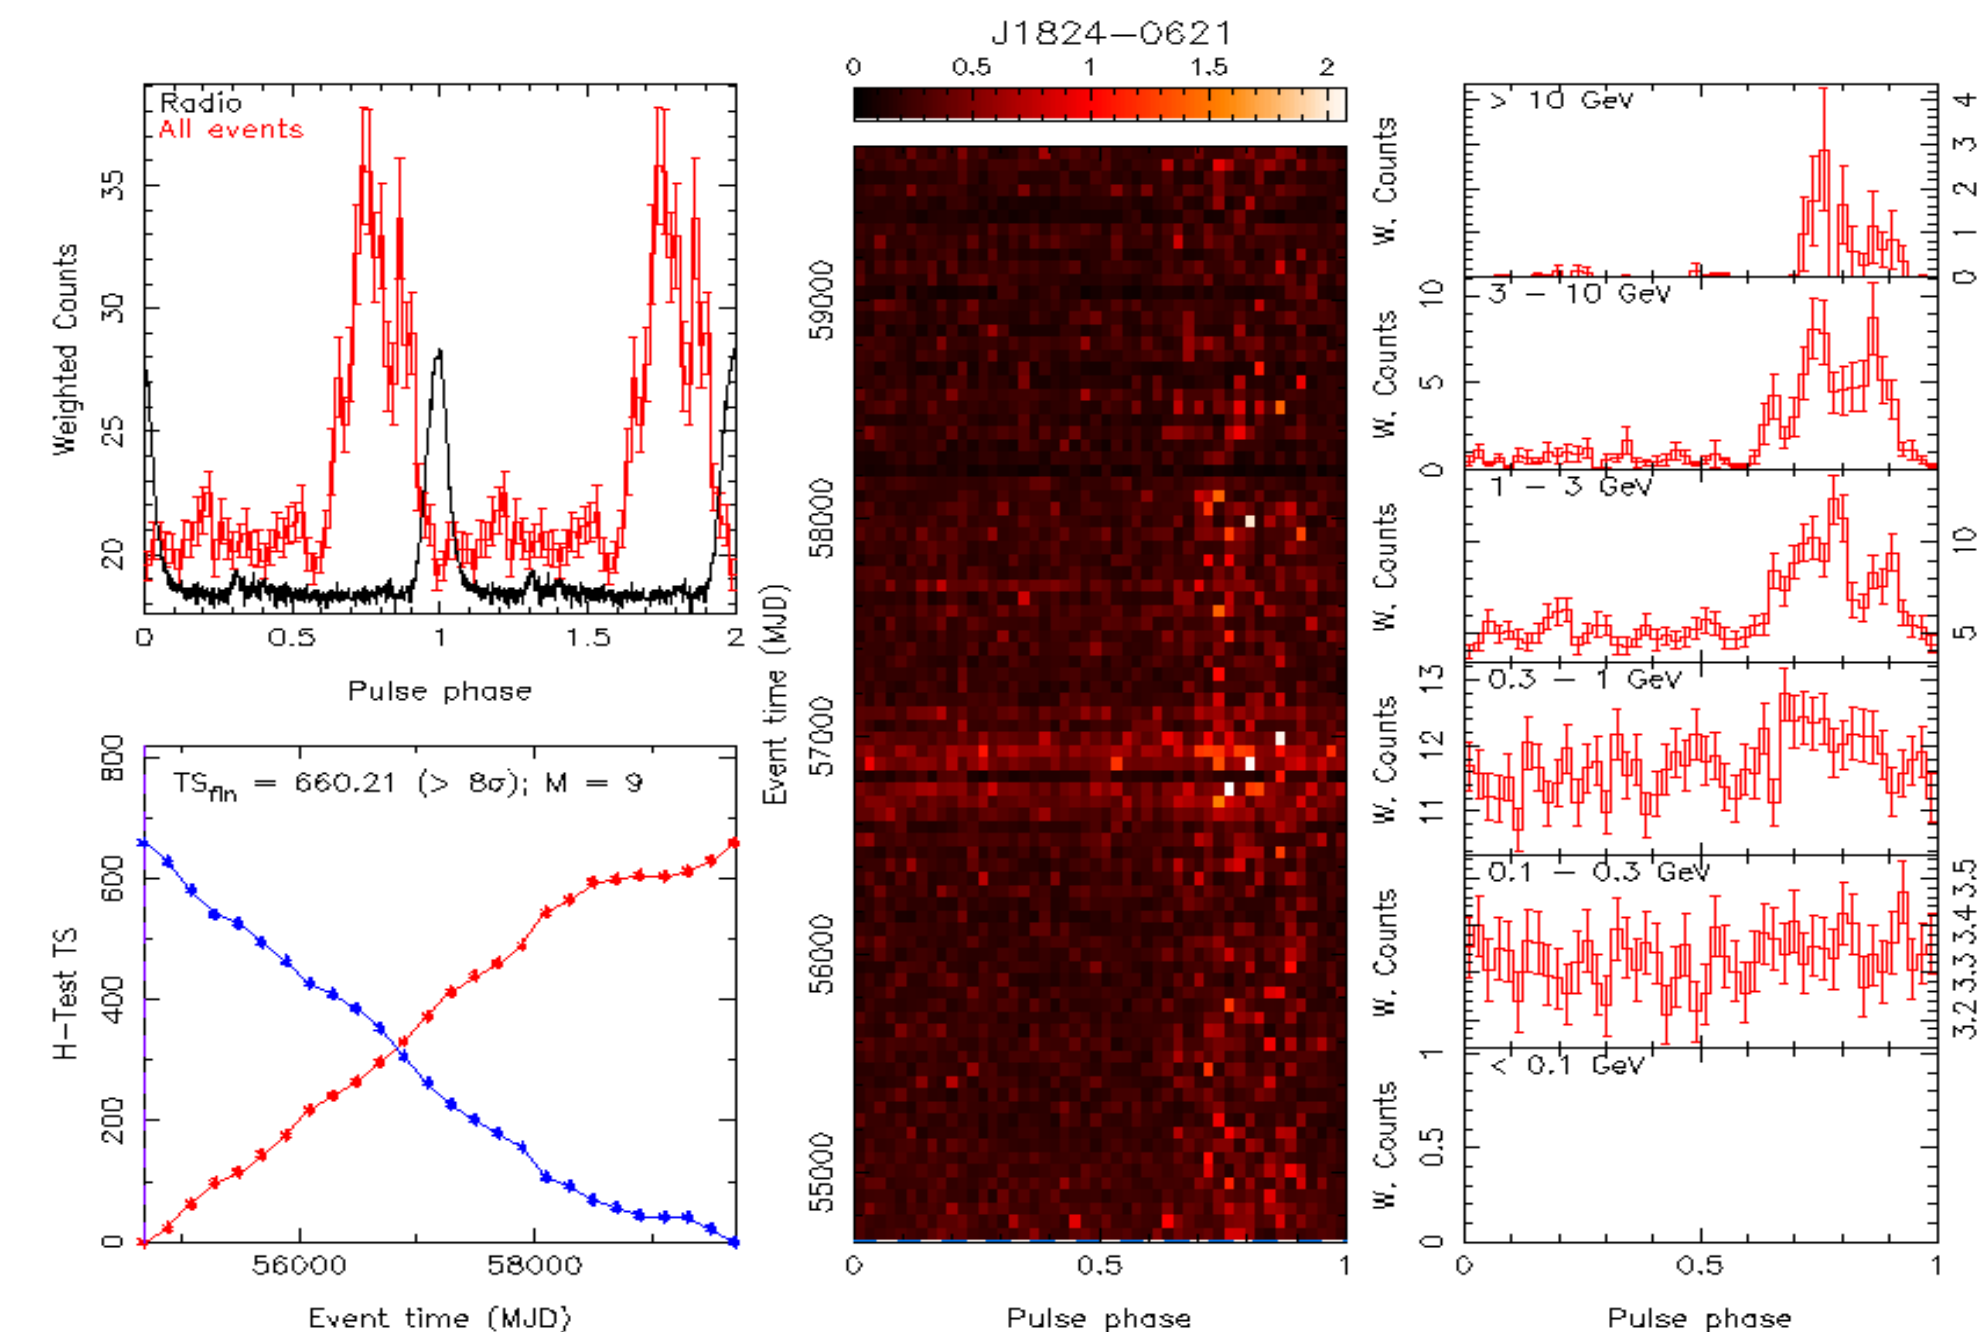 J1824−0621
0 0.5 1 1.5 2
Radio
All events
Weighted Counts
20 25 30 35
0 0.5 1 1.5 2
Pulse phase
TSfin = 660.21 (> 8σ); M = 9
H−Test TS
0 200 400 600 800
56000 58000
Event time (MJD)
Event time (MJD)
55000 56000 57000 58000 59000
0 0.5 1
Pulse phase
> 10 GeV
W. Counts
0 1 2 3 4
3 − 10 GeV
W. Counts
0 5 10
1 − 3 GeV
W. Counts
5 10
0.3 − 1 GeV
W. Counts
11 12 13
0.1 − 0.3 GeV
W. Counts
3.2 3.3 3.4 3.5
< 0.1 GeV
W. Counts
0 0.5 1
0 0.5 1
Pulse phase